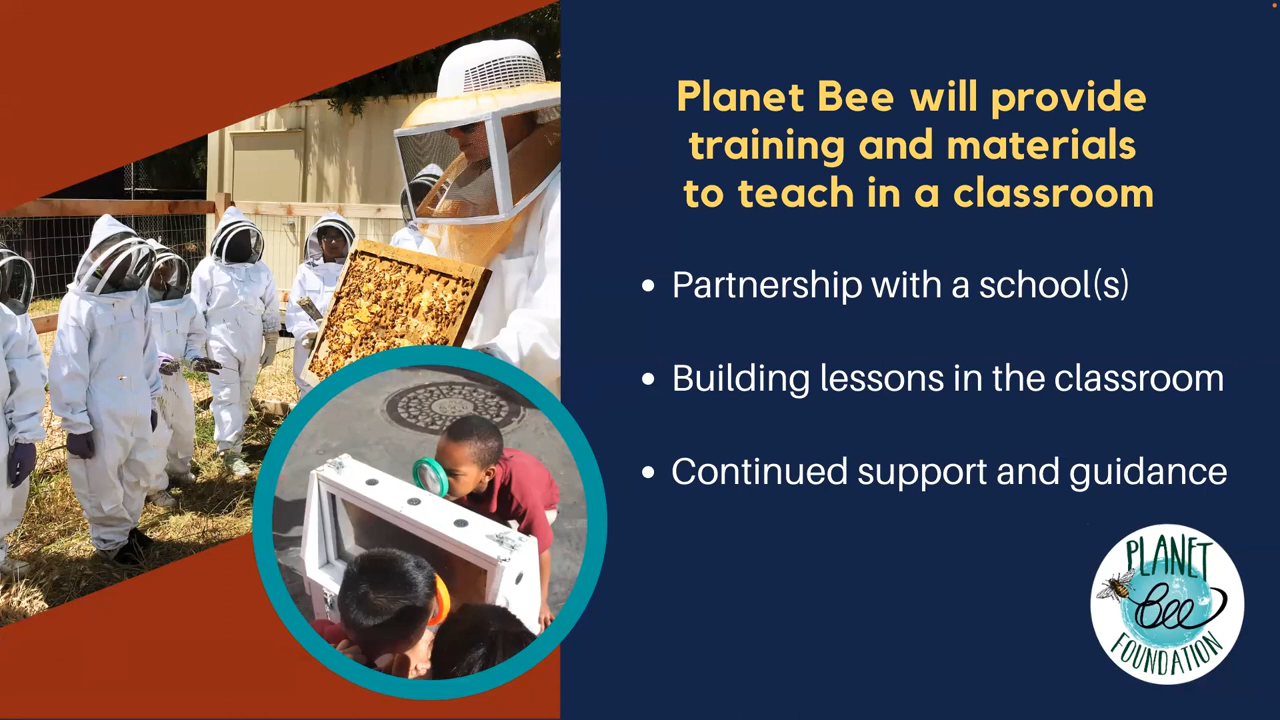 Planet Bee will provide
training and materials
to teach in a classroom
• Partnership with a school(s)
• Building lessons in the classroom
• Continued support and guidance
PLANET
Bee
FOUNDATION